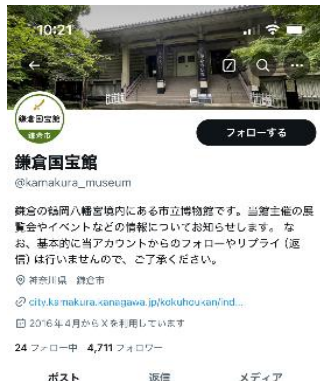 10:21
鎌倉国宝館
鎌倉市
フォローする
鎌倉国宝館
@kamakura_museum
鎌倉の鶴岡八幡宮境内にある市立博物館です。当館主催の展
覧会やイベントなどの情報についてお知らせします。 な
お、基本的に当アカウントからのフォローやリプライ（返
信）は行いませんので、ご了承ください。
神奈川県 鎌倉市
city.kamakura.kanagawa.jp/kokuhoukan/ind...
2016年4月からXを利用しています
24 フォロー中 4,711 フォロワー
ポスト 返信 メディア